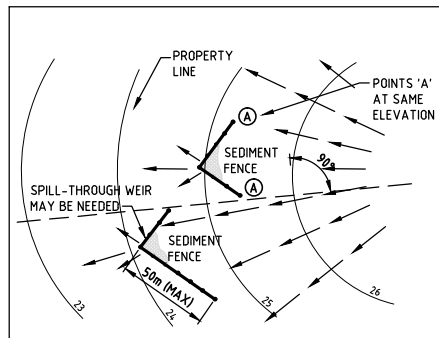 PROPERTY
LINE
POINTS 'A'
AT SAME
ELEVATION
A
SEDIMENT
FENCE
90°
A
SPILL-THROUGH WEIR
MAY BE NEEDED
SEDIMENT
FENCE
50m (MAX)
23
24
25
26